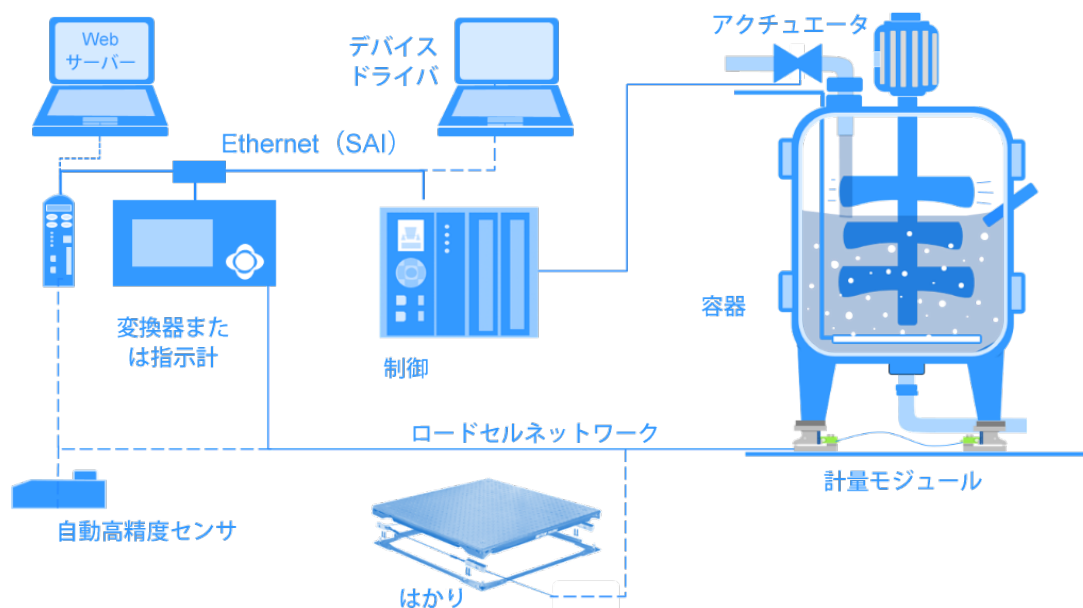 Web
サーバー
デバイス
ドライバ
アクチュエータ
Ethernet（SAI）
変換器また
は指示計
制御
容器
ロードセルネットワーク
計量モジュール
自動高精度センサ
はかり